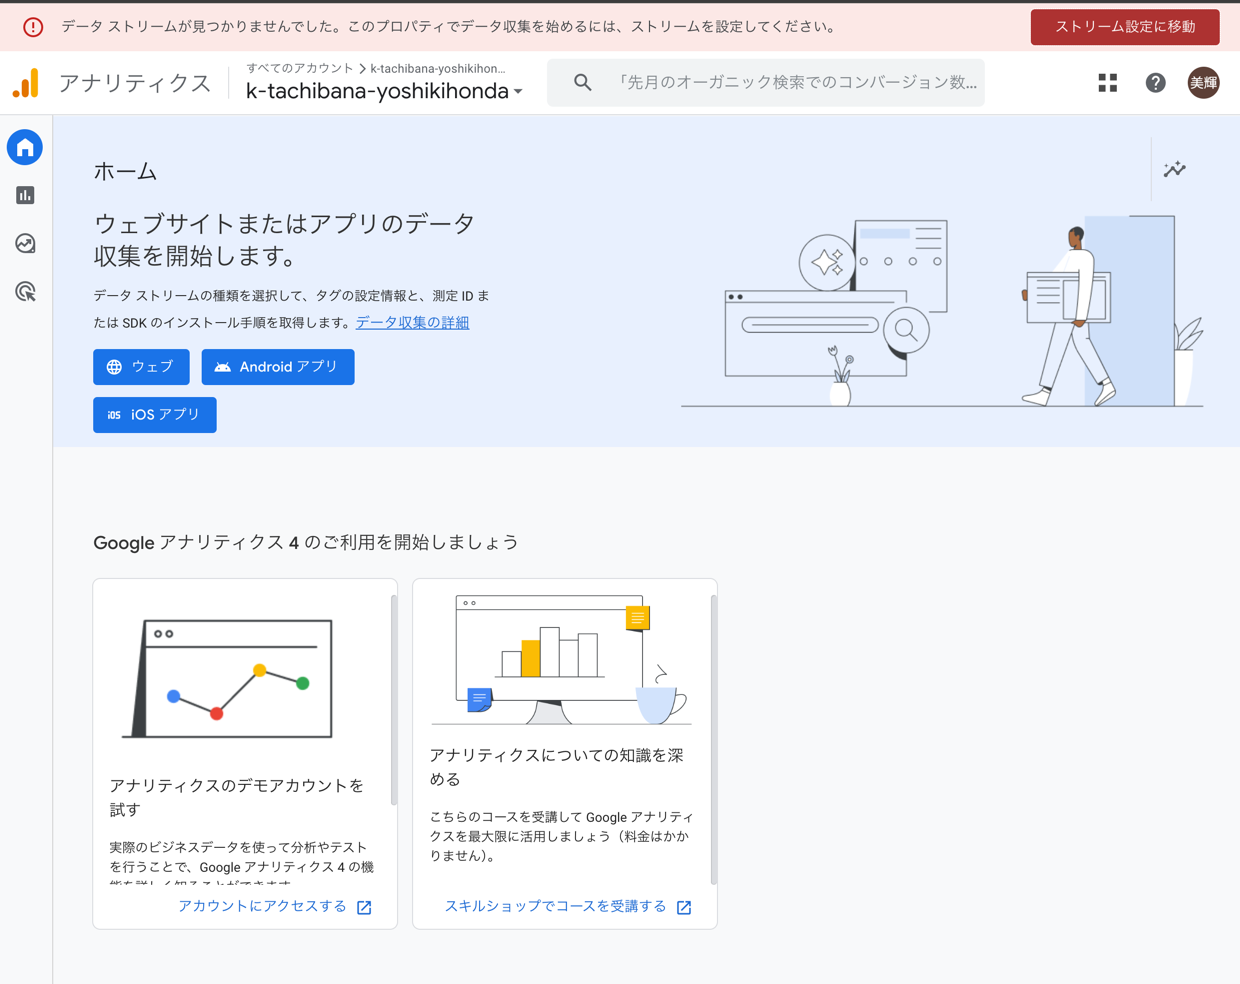 データ ストリームが見つかりませんでした。このプロパティでデータ収集を始めるには、ストリームを設定してください。
ストリーム設定に移動
アナリティクス
すべてのアカウント > k-tachibana-yoshikihon...
k-tachibana-yoshikihonda
「先月のオーガニック検索でのコンバージョン数...
美輝
ホーム
ウェブサイトまたはアプリのデータ
収集を開始します。
データ ストリームの種類を選択して、タグの設定情報と、測定 ID ま
たは SDK のインストール手順を取得します。データ収集の詳細
ウェブ
Android アプリ
iOS iOS アプリ
Google アナリティクス 4 のご利用を開始しましょう
アナリティクスのデモアカウントを
試す
実際のビジネスデータを使って分析やテスト
を行うことで、Google アナリティクス 4 の機
能を詳しく知ることができます。
アカウントにアクセスする
アナリティクスについての知識を深
める
こちらのコースを受講して Google アナリティ
クスを最大限に活用しましょう（料金はかか
りません）。
スキルショップでコースを受講する